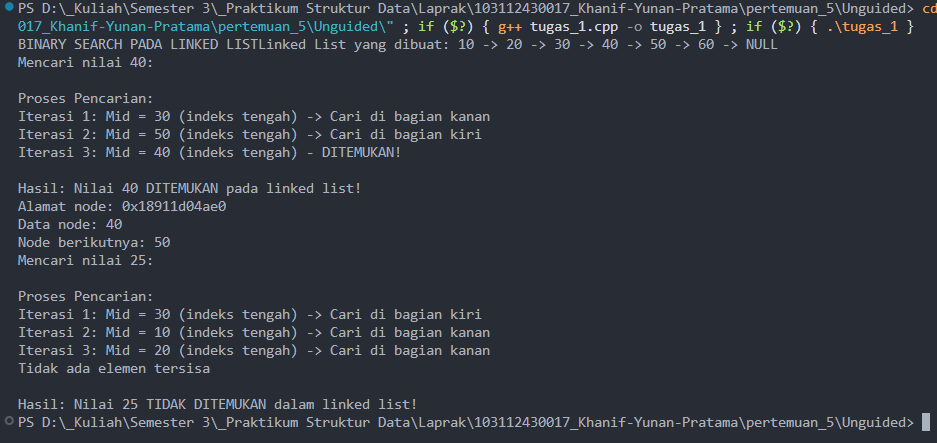 PS D:\_Kuliah\Semester 3\_Praktikum Struktur Data\Laprak\103112430017_Khanif-Yunan-Pratama\pertemuan_5\Unguided> cd
017_Khanif-Yunan-Pratama\pertemuan_5\Unguided\" ; if ($?) { g++ tugas_1.cpp -o tugas_1 } ; if ($?) { .\tugas_1 }
BINARY SEARCH PADA LINKED LISTLinked List yang dibuat: 10 -> 20 -> 30 -> 40 -> 50 -> 60 -> NULL
Mencari nilai 40:
Proses Pencarian:
Iterasi 1: Mid = 30 (indeks tengah) -> Cari di bagian kanan
Iterasi 2: Mid = 50 (indeks tengah) -> Cari di bagian kiri
Iterasi 3: Mid = 40 (indeks tengah) - DITEMUKAN!
Hasil: Nilai 40 DITEMUKAN pada linked list!
Alamat node: 0x18911d04ae0
Data node: 40
Node berikutnya: 50
Mencari nilai 25:
Proses Pencarian:
Iterasi 1: Mid = 30 (indeks tengah) -> Cari di bagian kiri
Iterasi 2: Mid = 10 (indeks tengah) -> Cari di bagian kanan
Iterasi 3: Mid = 20 (indeks tengah) -> Cari di bagian kanan
Tidak ada elemen tersisa
Hasil: Nilai 25 TIDAK DITEMUKAN dalam linked list!
PS D:\_Kuliah\Semester 3\_Praktikum Struktur Data\Laprak\103112430017_Khanif-Yunan-Pratama\pertemuan_5\Unguided>